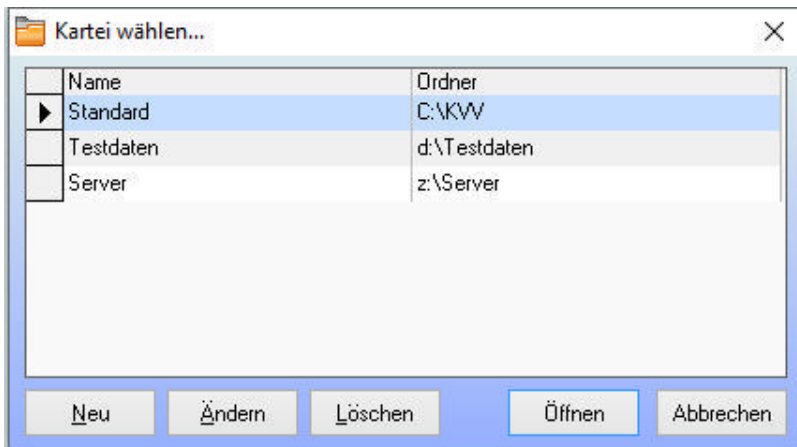 Kartei wählen...
Name Ordner
Standard C:\KVV
Testdaten d:\Testdaten
Server z:\Server
Neu Ändern Löschen Öffnen Abbrechen